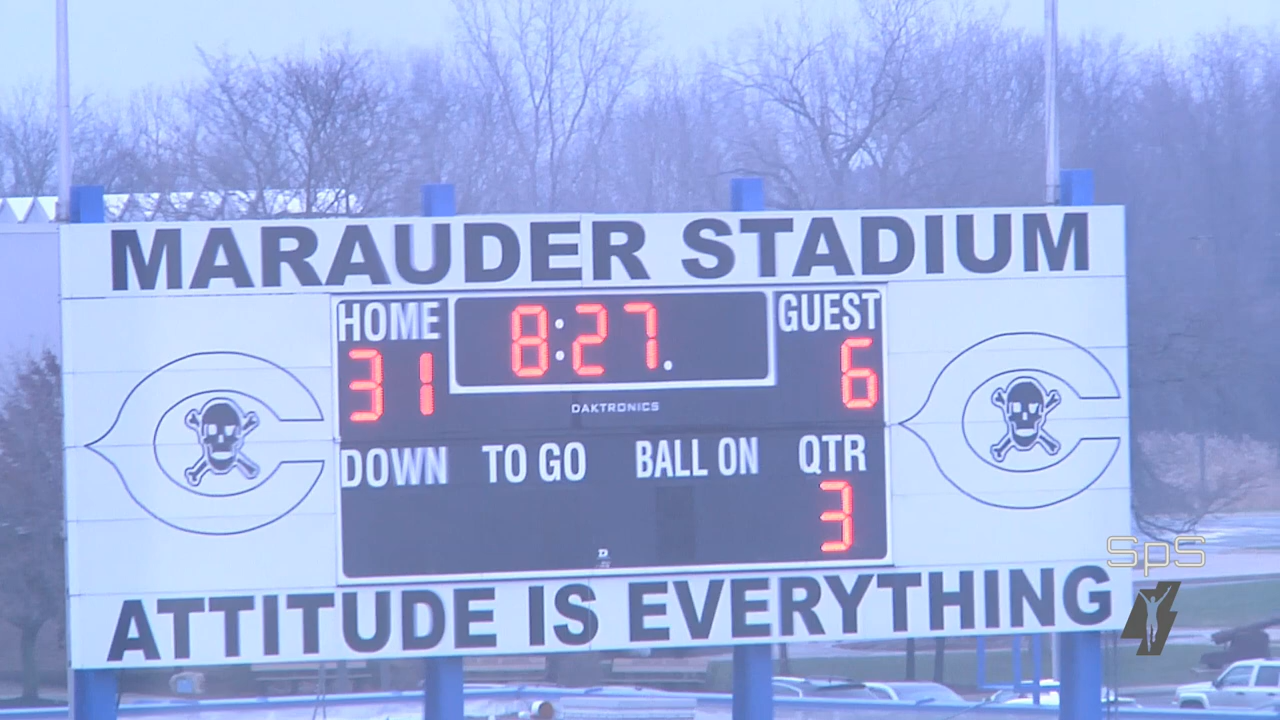 MARAUDER STADIUM
HOME 8:27. GUEST
31 6
DAKTRONICS
DOWN TO GO BALL ON QTR
3
ATTITUDE IS EVERYTHING
SpS